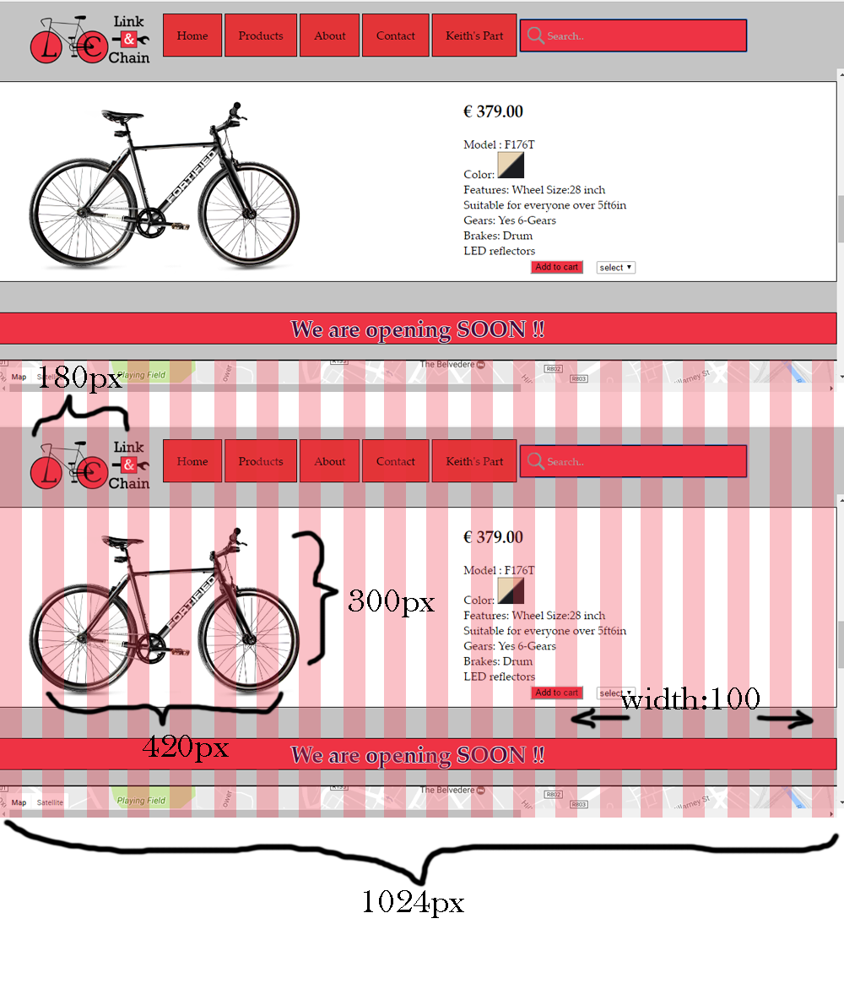 Link
&
Chain
L C
Home Products About Contact Keith's Part Search..
FORTIFIED
€ 379.00
Model : F176T
Color:
Features: Wheel Size:28 inch
Suitable for everyone over 5ft6in
Gears: Yes 6-Gears
Brakes: Drum
LED reflectors
Add to cart select
We are opening SOON !!
Map Satellite Playing Field The Belvedere R802
R803
180px
Link
&
Chain
L C
Home Products About Contact Keith's Part Search..
FORTIFIED
€ 379.00
Model : F176T
Color:
Features: Wheel Size:28 inch
Suitable for everyone over 5ft6in
Gears: Yes 6-Gears
Brakes: Drum
LED reflectors
Add to cart select
300px
width:100
420px
We are opening SOON !!
Map Satellite Playing Field The Belvedere R802
R803
1024px